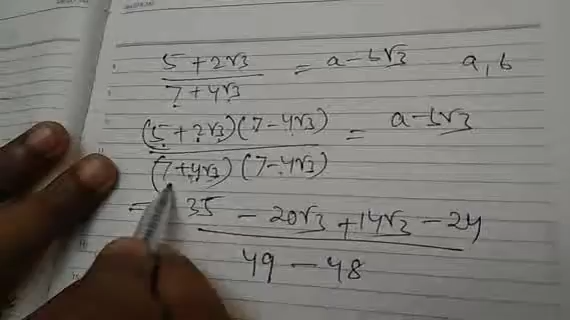 5 + 2√3 / 7 + 4√3 = a - b√3 a, b
(5 + 2√3)(7 - 4√3) / (7 + 4√3)(7 - 4√3) = a - b√3
= 35 - 20√3 + 14√3 - 24 / 49 - 48